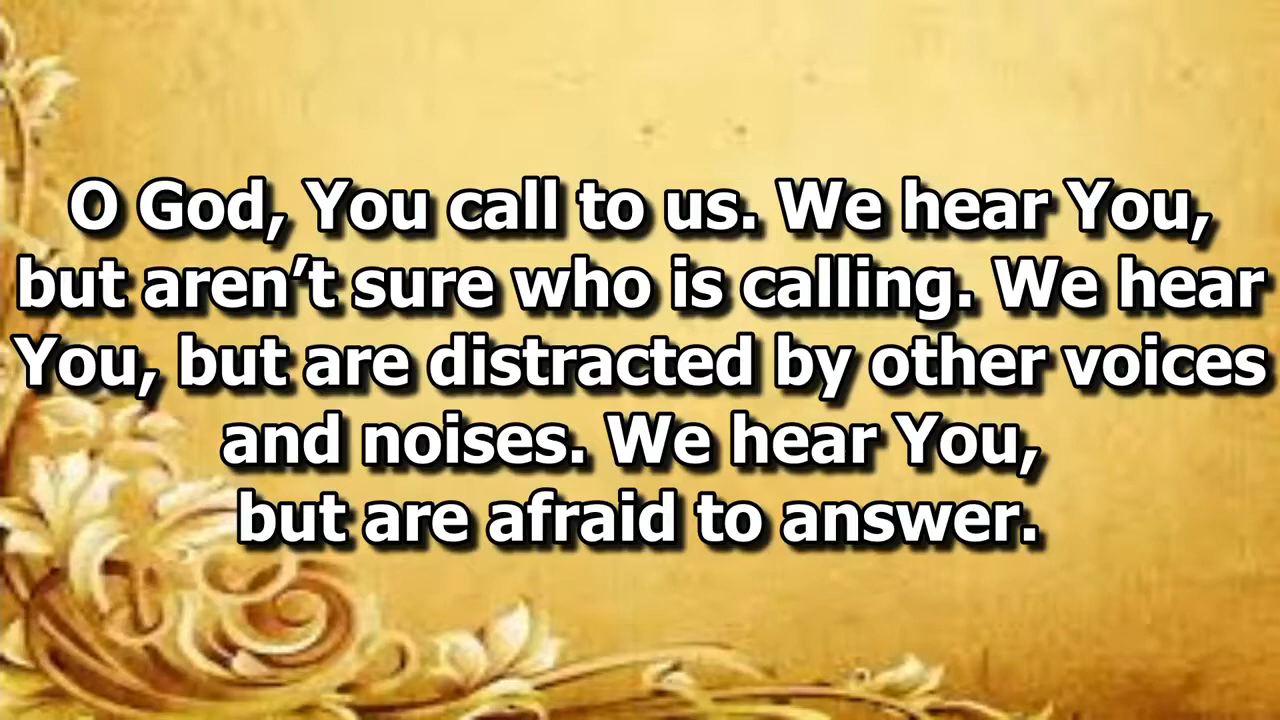 O God, You call to us. We hear You,
but aren’t sure who is calling. We hear
You, but are distracted by other voices
and noises. We hear You,
but are afraid to answer.